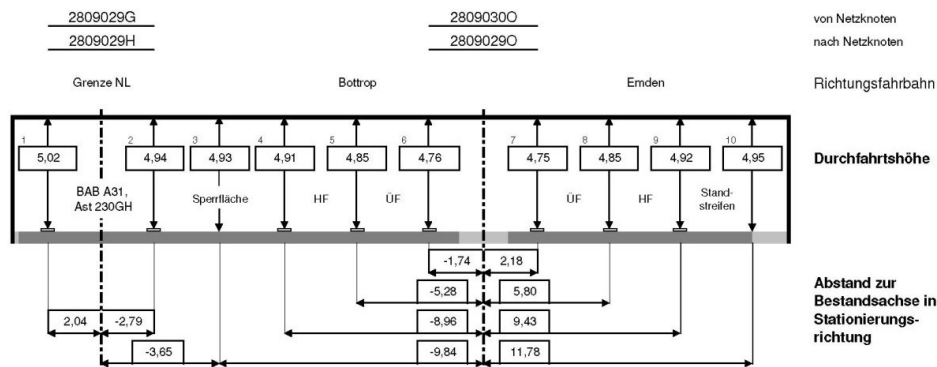 2809029G 2809030O von Netzknoten
2809029H 2809029O nach Netzknoten
Grenze NL Bottrop Emden Richtungsfahrbahn
1 2 3 4 5 6 7 8 9 10
5,02 4,94 4,93 4,91 4,85 4,76 4,75 4,85 4,92 4,95 Durchfahrtshöhe
BAB A31,
Ast 230GH
Sperrfläche HF ÜF ÜF HF
Stand-
streifen
-1,74 2,18
-5,28 5,80
2,04 -2,79 -8,96 9,43
-3,65 -9,84 11,78
Abstand zur
Bestandsachse in
Stationierungs-
richtung